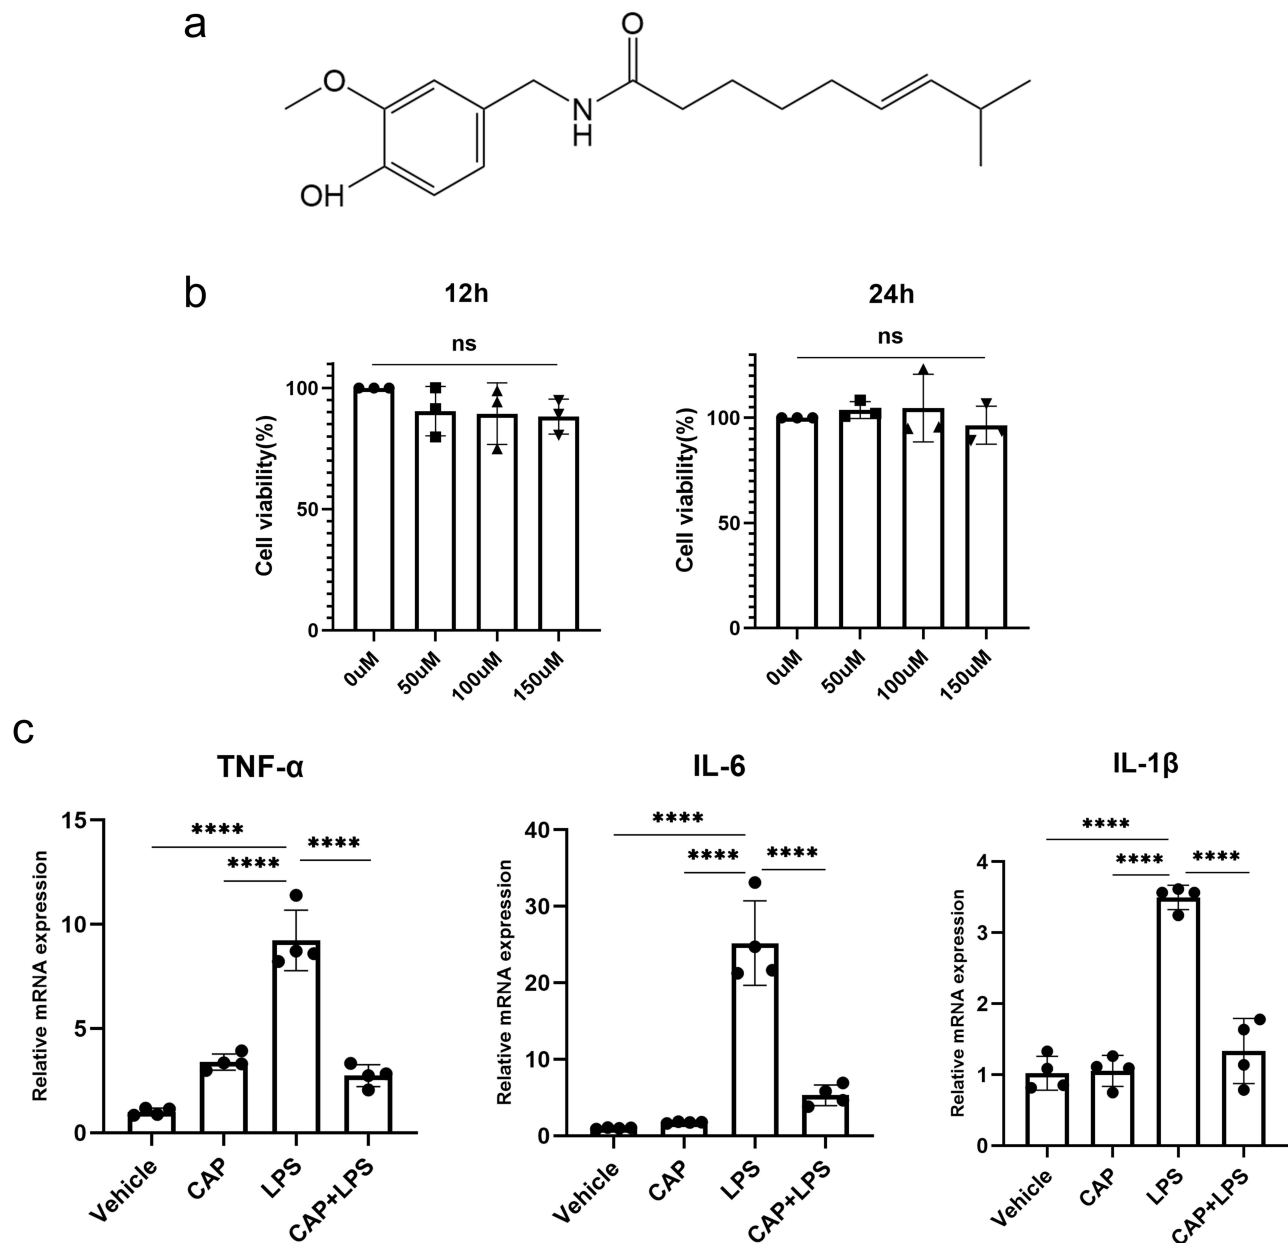 a
O
O
N
H
OH
b
12h
24h
ns
ns
Cell viability(%)
100
50
0
0uM
50uM
100uM
150uM
Cell viability(%)
100
50
0
0uM
50uM
100uM
150uM
c
TNF-α
IL-6
IL-1β
Relative mRNA expression
15
10
5
0
****
****
****
Vehicle
CAP
LPS
CAP+LPS
Relative mRNA expression
40
30
20
10
0
****
****
****
Vehicle
CAP
LPS
CAP+LPS
Relative mRNA expression
4
3
2
1
0
****
****
****
Vehicle
CAP
LPS
CAP+LPS